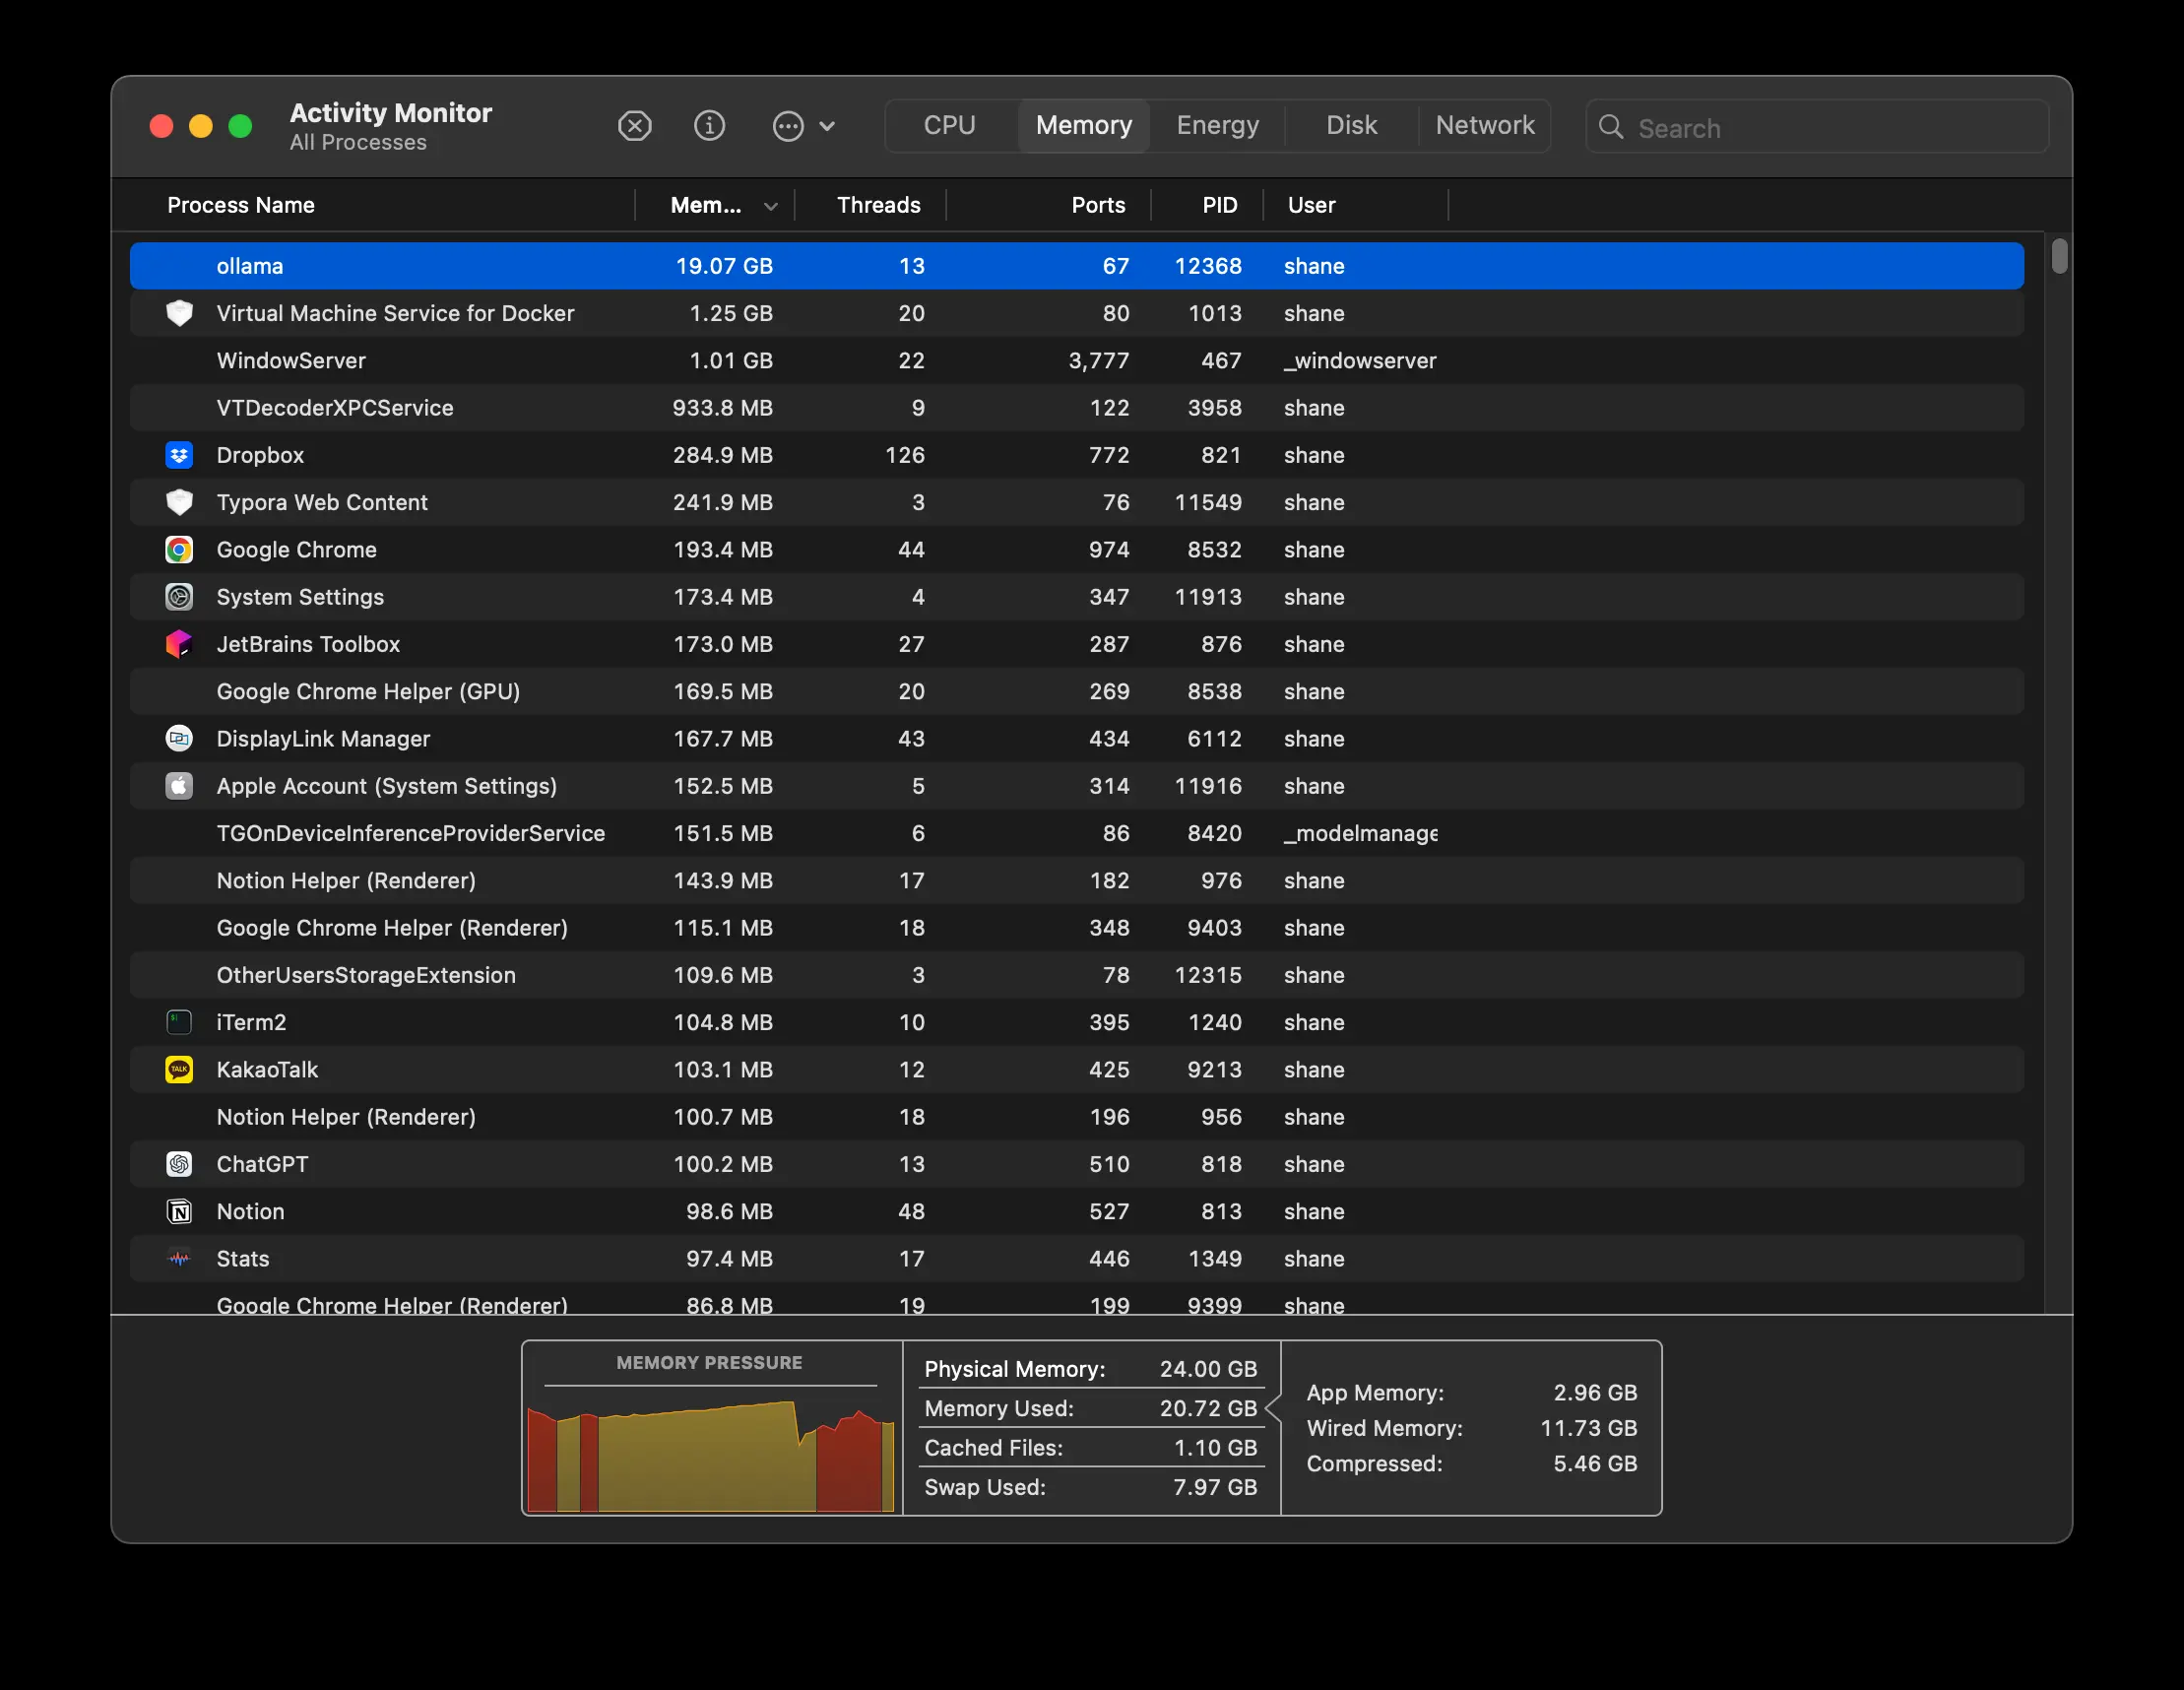 Activity Monitor
All Processes
CPU Memory Energy Disk Network Search
Process Name Mem... Threads Ports PID User
ollama 19.07 GB 13 67 12368 shane
Virtual Machine Service for Docker 1.25 GB 20 80 1013 shane
WindowServer 1.01 GB 22 3,777 467 _windowserver
VTDecoderXPCService 933.8 MB 9 122 3958 shane
Dropbox 284.9 MB 126 772 821 shane
Typora Web Content 241.9 MB 3 76 11549 shane
Google Chrome 193.4 MB 44 974 8532 shane
System Settings 173.4 MB 4 347 11913 shane
JetBrains Toolbox 173.0 MB 27 287 876 shane
Google Chrome Helper (GPU) 169.5 MB 20 269 8538 shane
DisplayLink Manager 167.7 MB 43 434 6112 shane
Apple Account (System Settings) 152.5 MB 5 314 11916 shane
TGOnDeviceInferenceProviderService 151.5 MB 6 86 8420 _modelmanage
Notion Helper (Renderer) 143.9 MB 17 182 976 shane
Google Chrome Helper (Renderer) 115.1 MB 18 348 9403 shane
OtherUsersStorageExtension 109.6 MB 3 78 12315 shane
iTerm2 104.8 MB 10 395 1240 shane
TALK KakaoTalk 103.1 MB 12 425 9213 shane
Notion Helper (Renderer) 100.7 MB 18 196 956 shane
ChatGPT 100.2 MB 13 510 818 shane
Notion 98.6 MB 48 527 813 shane
Stats 97.4 MB 17 446 1349 shane
Google Chrome Helper (Renderer) 86.8 MB 19 199 9399 shane
MEMORY PRESSURE
Physical Memory: 24.00 GB
Memory Used: 20.72 GB
Cached Files: 1.10 GB
Swap Used: 7.97 GB
App Memory: 2.96 GB
Wired Memory: 11.73 GB
Compressed: 5.46 GB